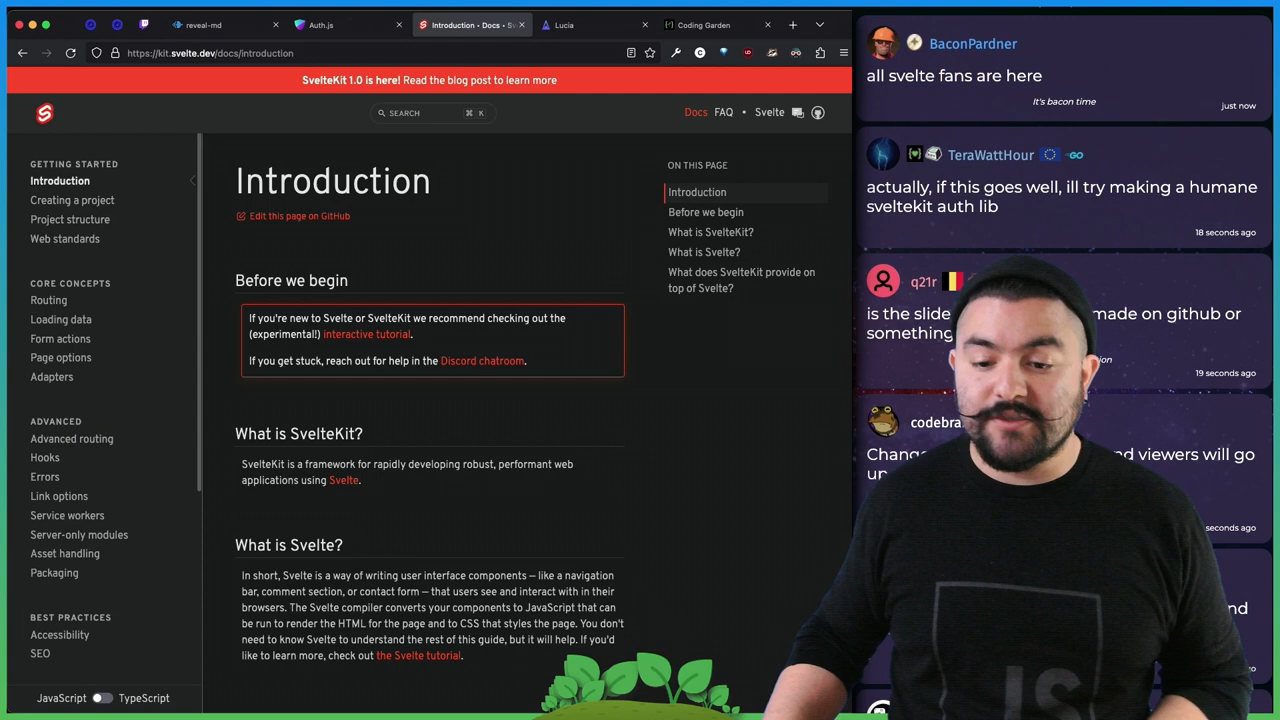 reveal-md
Auth.js
Introduction • Docs • Sv
Lucia
Coding Garden
https://kit.svelte.dev/docs/introduction
SvelteKit 1.0 is here! Read the blog post to learn more
SEARCH ⌘ K
Docs FAQ • Svelte
GETTING STARTED
Introduction
Creating a project
Project structure
Web standards
CORE CONCEPTS
Routing
Loading data
Form actions
Page options
Adapters
ADVANCED
Advanced routing
Hooks
Errors
Link options
Service workers
Server-only modules
Asset handling
Packaging
BEST PRACTICES
Accessibility
SEO
JavaScript TypeScript
Introduction
Edit this page on GitHub
Before we begin
If you're new to Svelte or SvelteKit we recommend checking out the
(experimental!) interactive tutorial.
If you get stuck, reach out for help in the Discord chatroom.
What is SvelteKit?
SvelteKit is a framework for rapidly developing robust, performant web
applications using Svelte.
What is Svelte?
In short, Svelte is a way of writing user interface components — like a navigation
bar, comment section, or contact form — that users see and interact with in their
browsers. The Svelte compiler converts your components to JavaScript that can
be run to render the HTML for the page and to CSS that styles the page. You don't
need to know Svelte to understand the rest of this guide, but it will help. If you'd
like to learn more, check out the Svelte tutorial.
ON THIS PAGE
Introduction
Before we begin
What is SvelteKit?
What is Svelte?
What does SvelteKit provide on
top of Svelte?
BaconPardner
all svelte fans are here
It's bacon time
just now
TeraWattHour GO
actually, if this goes well, ill try making a humane
sveltekit auth lib
18 seconds ago
q21r
is the slide made on github or
something
19 seconds ago
viewers will go
seconds ago
JS